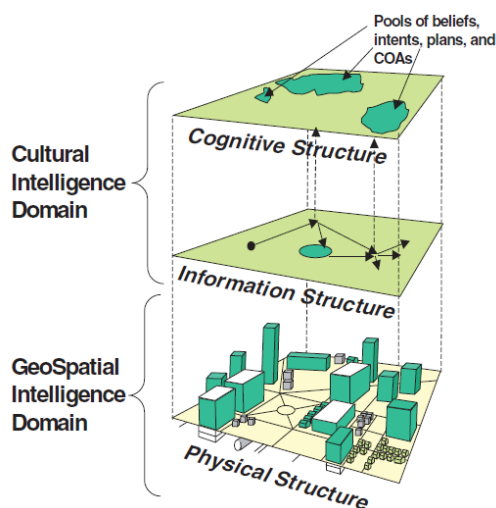 Pools of beliefs,
intents, plans, and
COAs
Cognitive Structure
Cultural
Intelligence
Domain
Information Structure
GeoSpatial
Intelligence
Domain
Physical Structure